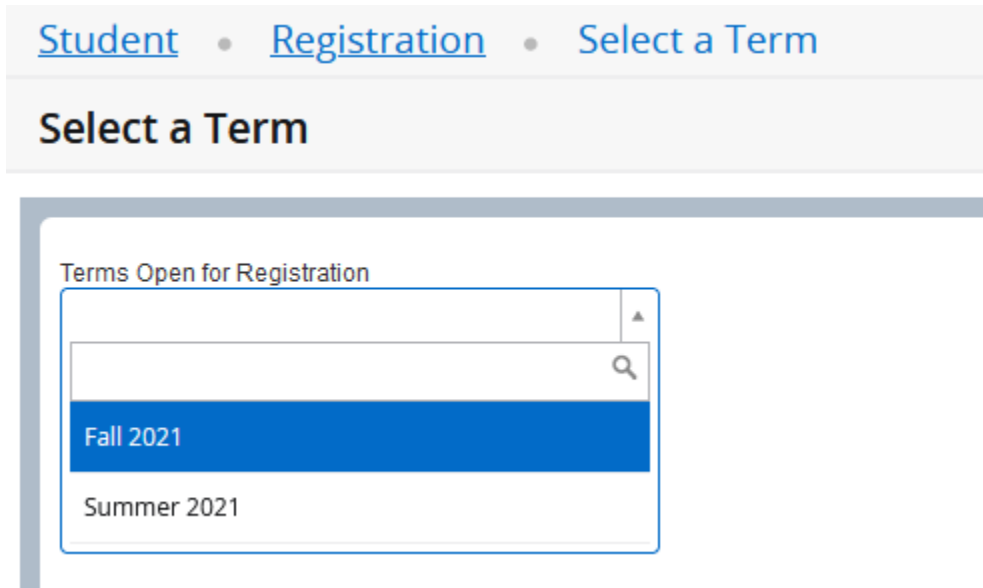 Student • Registration • Select a Term
Select a Term
Terms Open for Registration
Fall 2021
Summer 2021